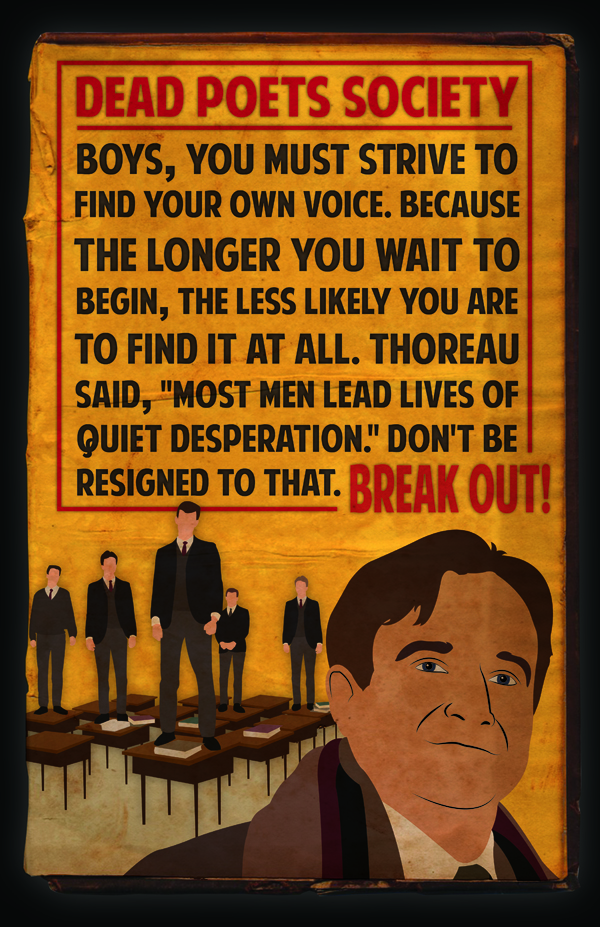 DEAD POETS SOCIETY
BOYS, YOU MUST STRIVE TO
FIND YOUR OWN VOICE. BECAUSE
THE LONGER YOU WAIT TO
BEGIN, THE LESS LIKELY YOU ARE
TO FIND IT AT ALL. THOREAU
SAID, "MOST MEN LEAD LIVES OF
QUIET DESPERATION." DON'T BE
RESIGNED TO THAT. BREAK OUT!